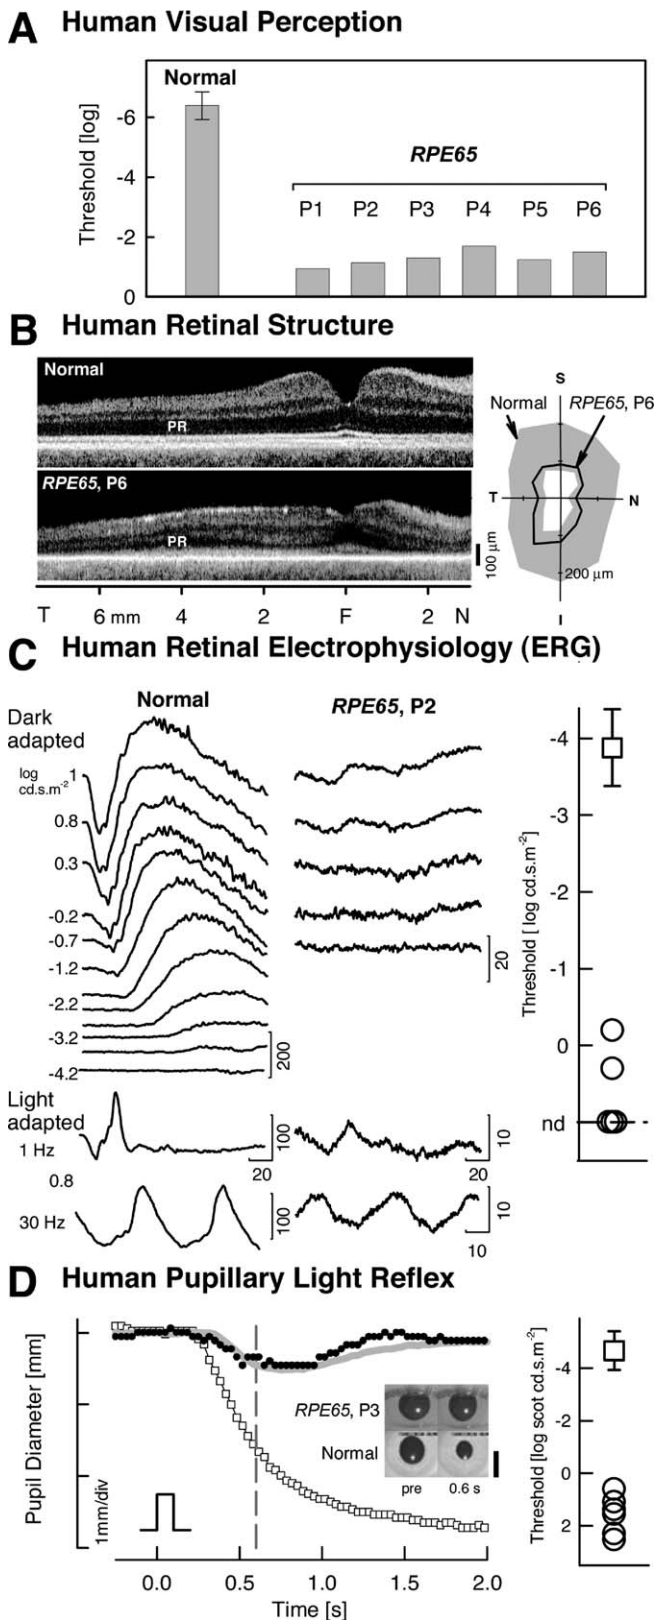 A Human Visual Perception
Normal
RPE65
P1 P2 P3 P4 P5 P6
Threshold [log]
-6
-4
-2
0
B Human Retinal Structure
Normal
PR
RPE65, P6
PR
100 µm
T 6 mm 4 2 F 2 N
S
Normal RPE65, P6
T N
200 µm
I
C Human Retinal Electrophysiology (ERG)
Normal RPE65, P2
Dark
adapted
log
cd.s.m-2
1
0.8
0.3
-0.2
-0.7
-1.2
-2.2
-3.2
-4.2
200
20
Light
adapted
1 Hz
100
20
10
20
0.8
30 Hz
100
10
10
Threshold [ log cd.s.m-2]
-4
-3
-2
-1
0
nd
D Human Pupillary Light Reflex
Pupil Diameter [mm]
1mm/div
RPE65, P3
Normal
pre 0.6 s
0.0 0.5 1.0 1.5 2.0
Time [s]
Threshold [log scot cd.s.m-2]
-4
-2
0
2